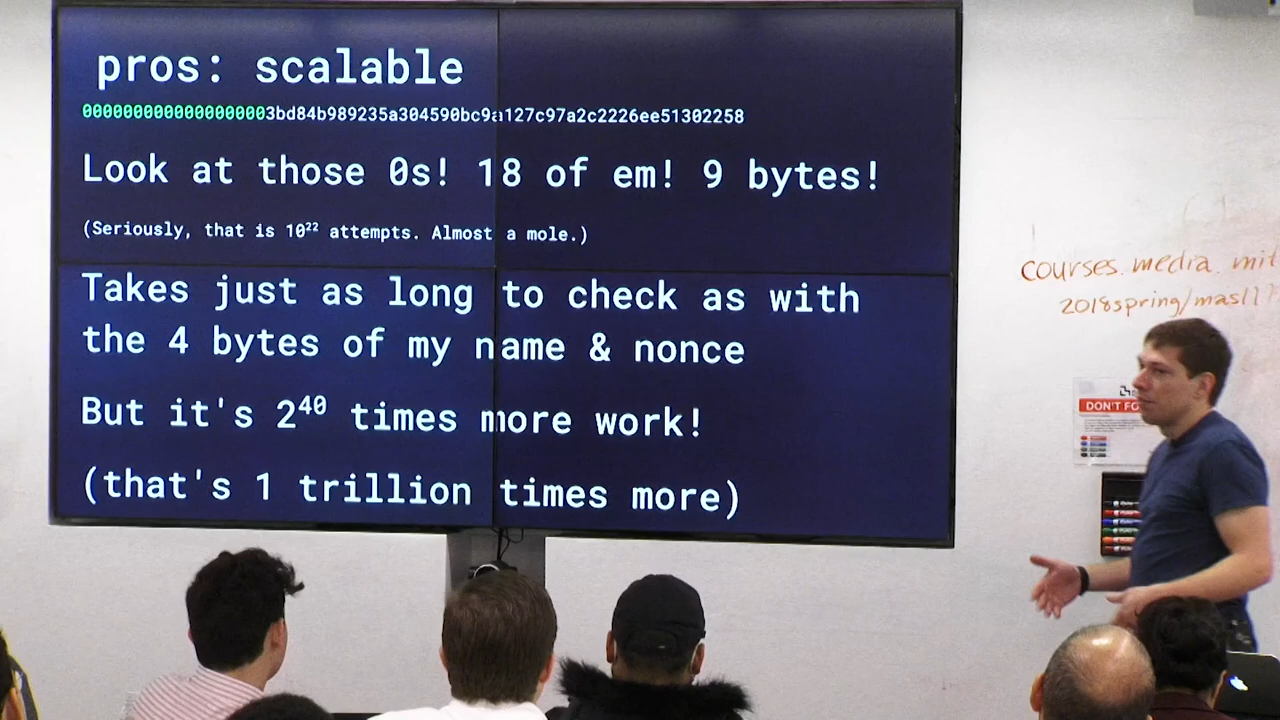 pros: scalable
0000000000000000003bd84b989235a304590bc9a127c97a2c2226ee51302258
Look at those 0s! 18 of em! 9 bytes!
(Seriously, that is 10²² attempts. Almost a mole.)
Takes just as long to check as with
the 4 bytes of my name & nonce
But it's 2⁴⁰ times more work!
(that's 1 trillion times more)
courses.media.mit
2018spring/mas
DON'T FO